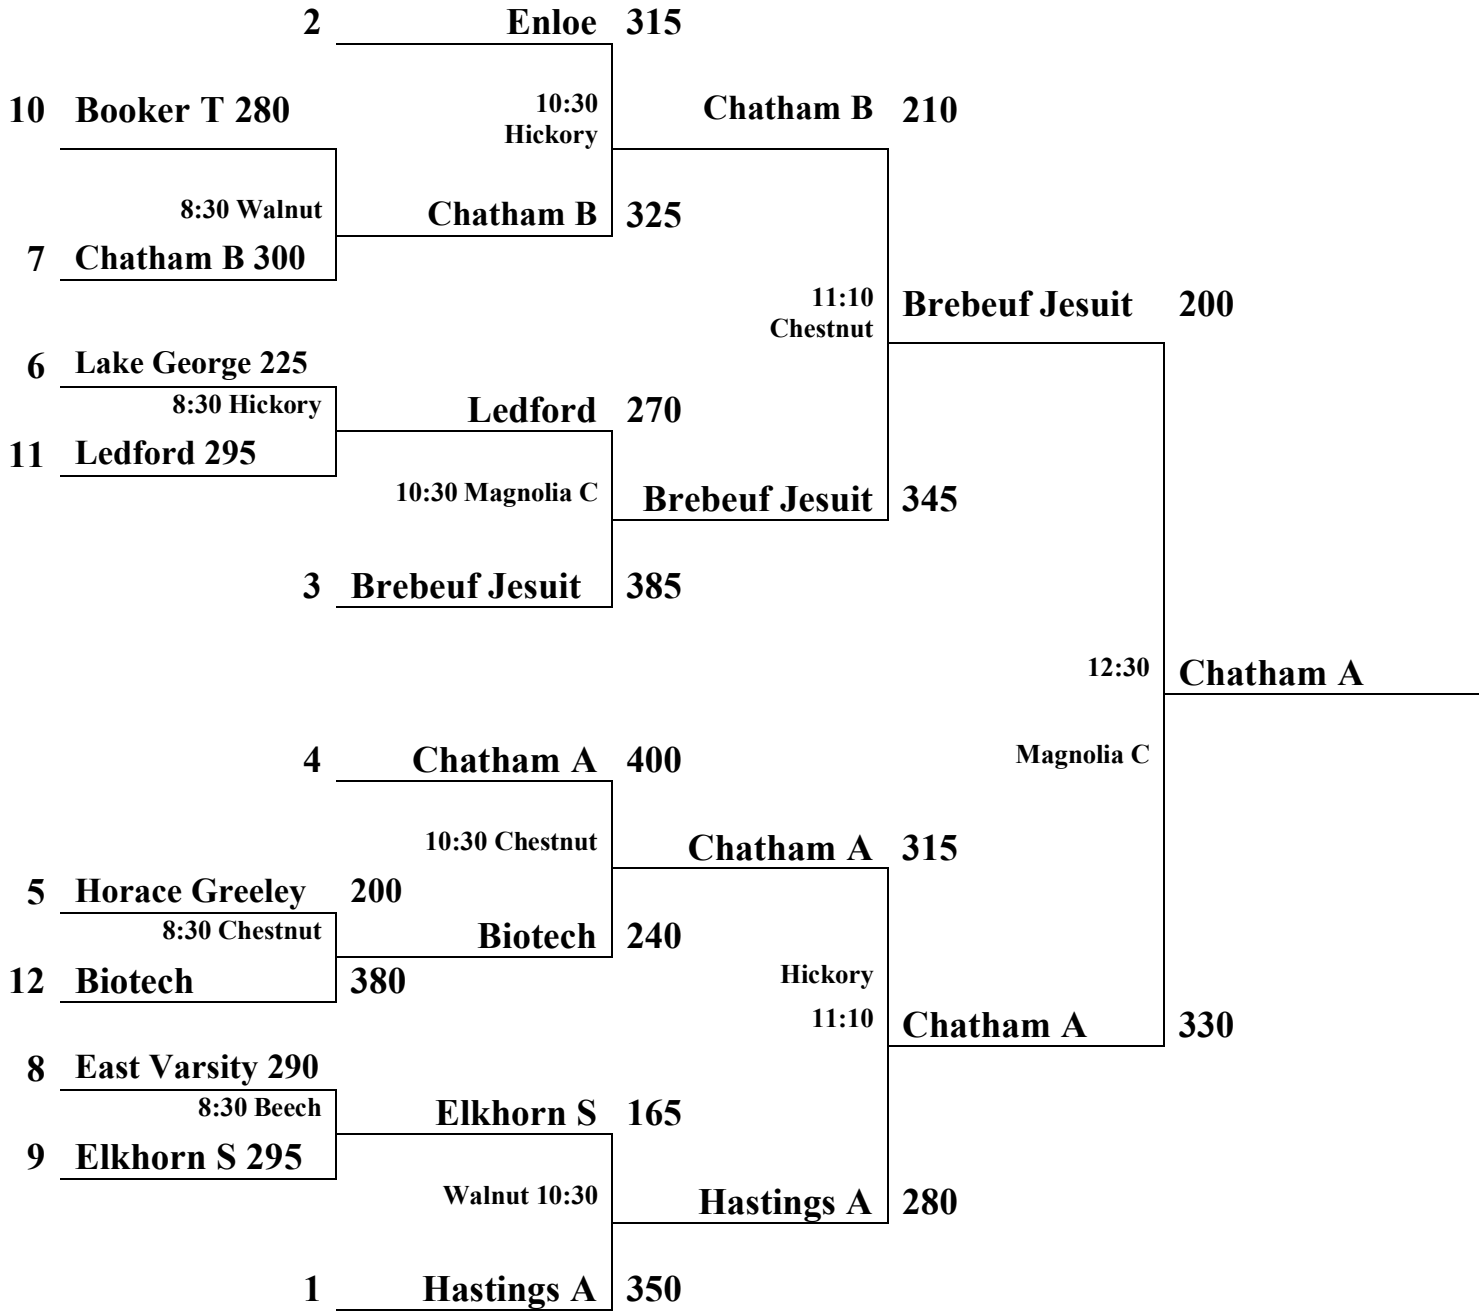 2 Enloe 315
10 Booker T 280
10:30
Hickory
Chatham B 210
8:30 Walnut
Chatham B 325
7 Chatham B 300
11:10
Chestnut
Brebeuf Jesuit 200
6 Lake George 225
8:30 Hickory
Ledford 270
11 Ledford 295
10:30 Magnolia C
Brebeuf Jesuit 345
3 Brebeuf Jesuit 385
12:30
Chatham A
Magnolia C
4 Chatham A 400
10:30 Chestnut
Chatham A 315
5 Horace Greeley 200
8:30 Chestnut
Biotech 240
12 Biotech 380
Hickory
11:10
Chatham A 330
8 East Varsity 290
8:30 Beech
Elkhorn S 165
9 Elkhorn S 295
Walnut 10:30
Hastings A 280
1 Hastings A 350